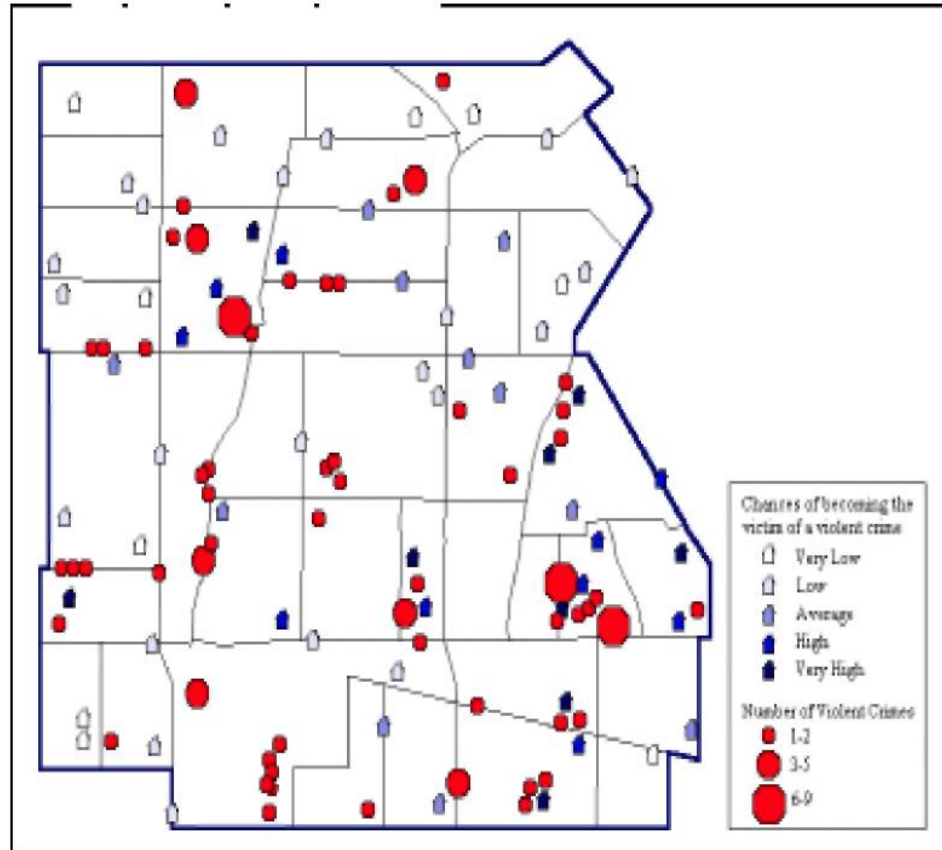 Chances of becoming the
victim of a violent crime
Very Low
Low
Average
High
Very High
Number of Violent Crimes
1-2
3-5
6-9